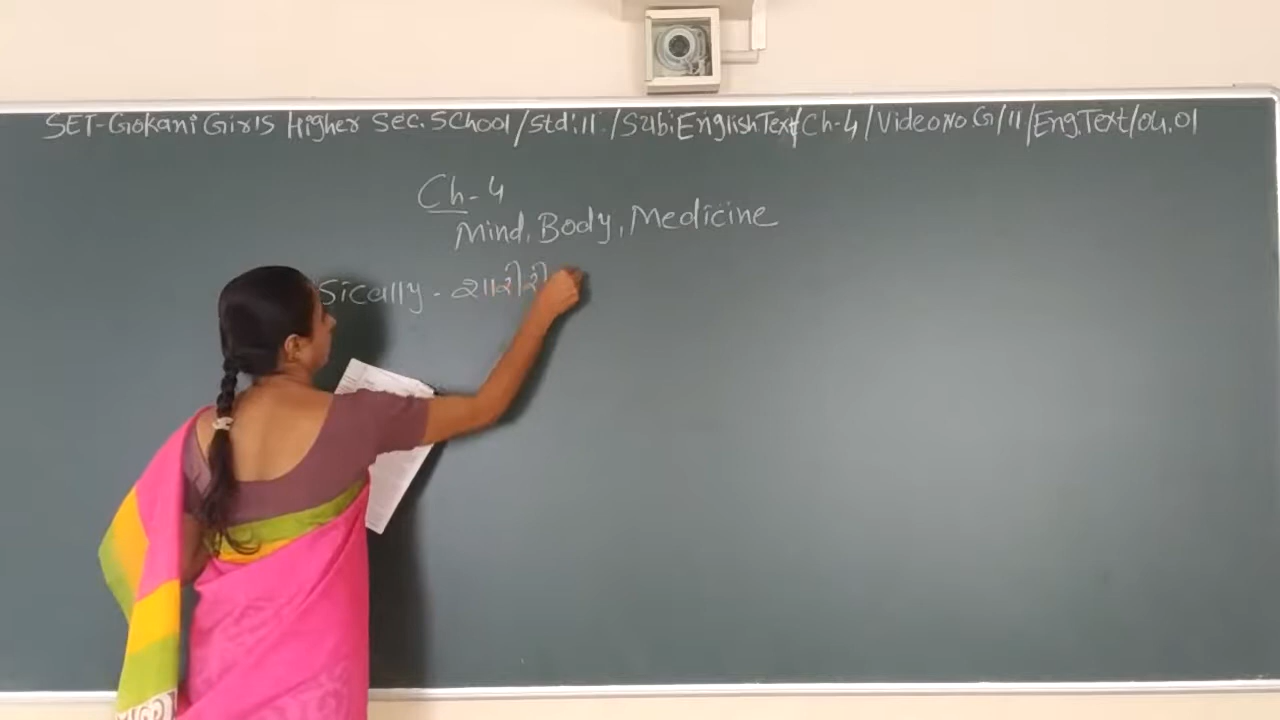 SET-Gokani Girls Higher Sec. School/Std:11:/Sub:English Text/Ch-4/Video No. G/11/Eng.Text/04.01
Ch-4
Mind, Body, Medicine
sically - શારીરી